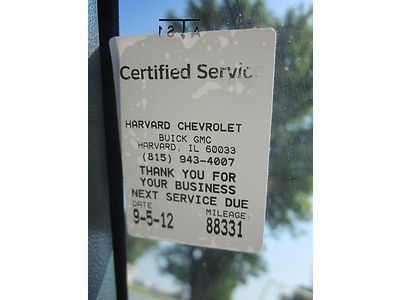 Certified Service
HARVARD CHEVROLET
BUICK GMC
HARVARD, IL 60033
(815) 943-4007
THANK YOU FOR
YOUR BUSINESS
NEXT SERVICE DUE
DATE: MILEAGE:
9-5-12 88331